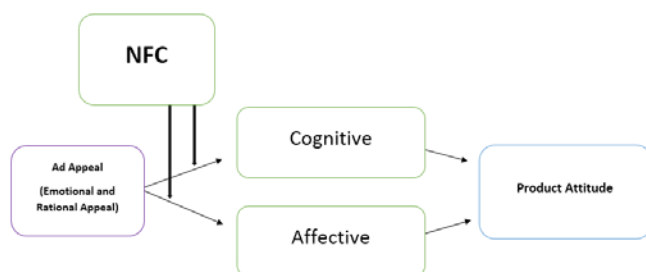 NFC
Cognitive
Ad Appeal
(Emotional and
Rational Appeal)
Product Attitude
Affective